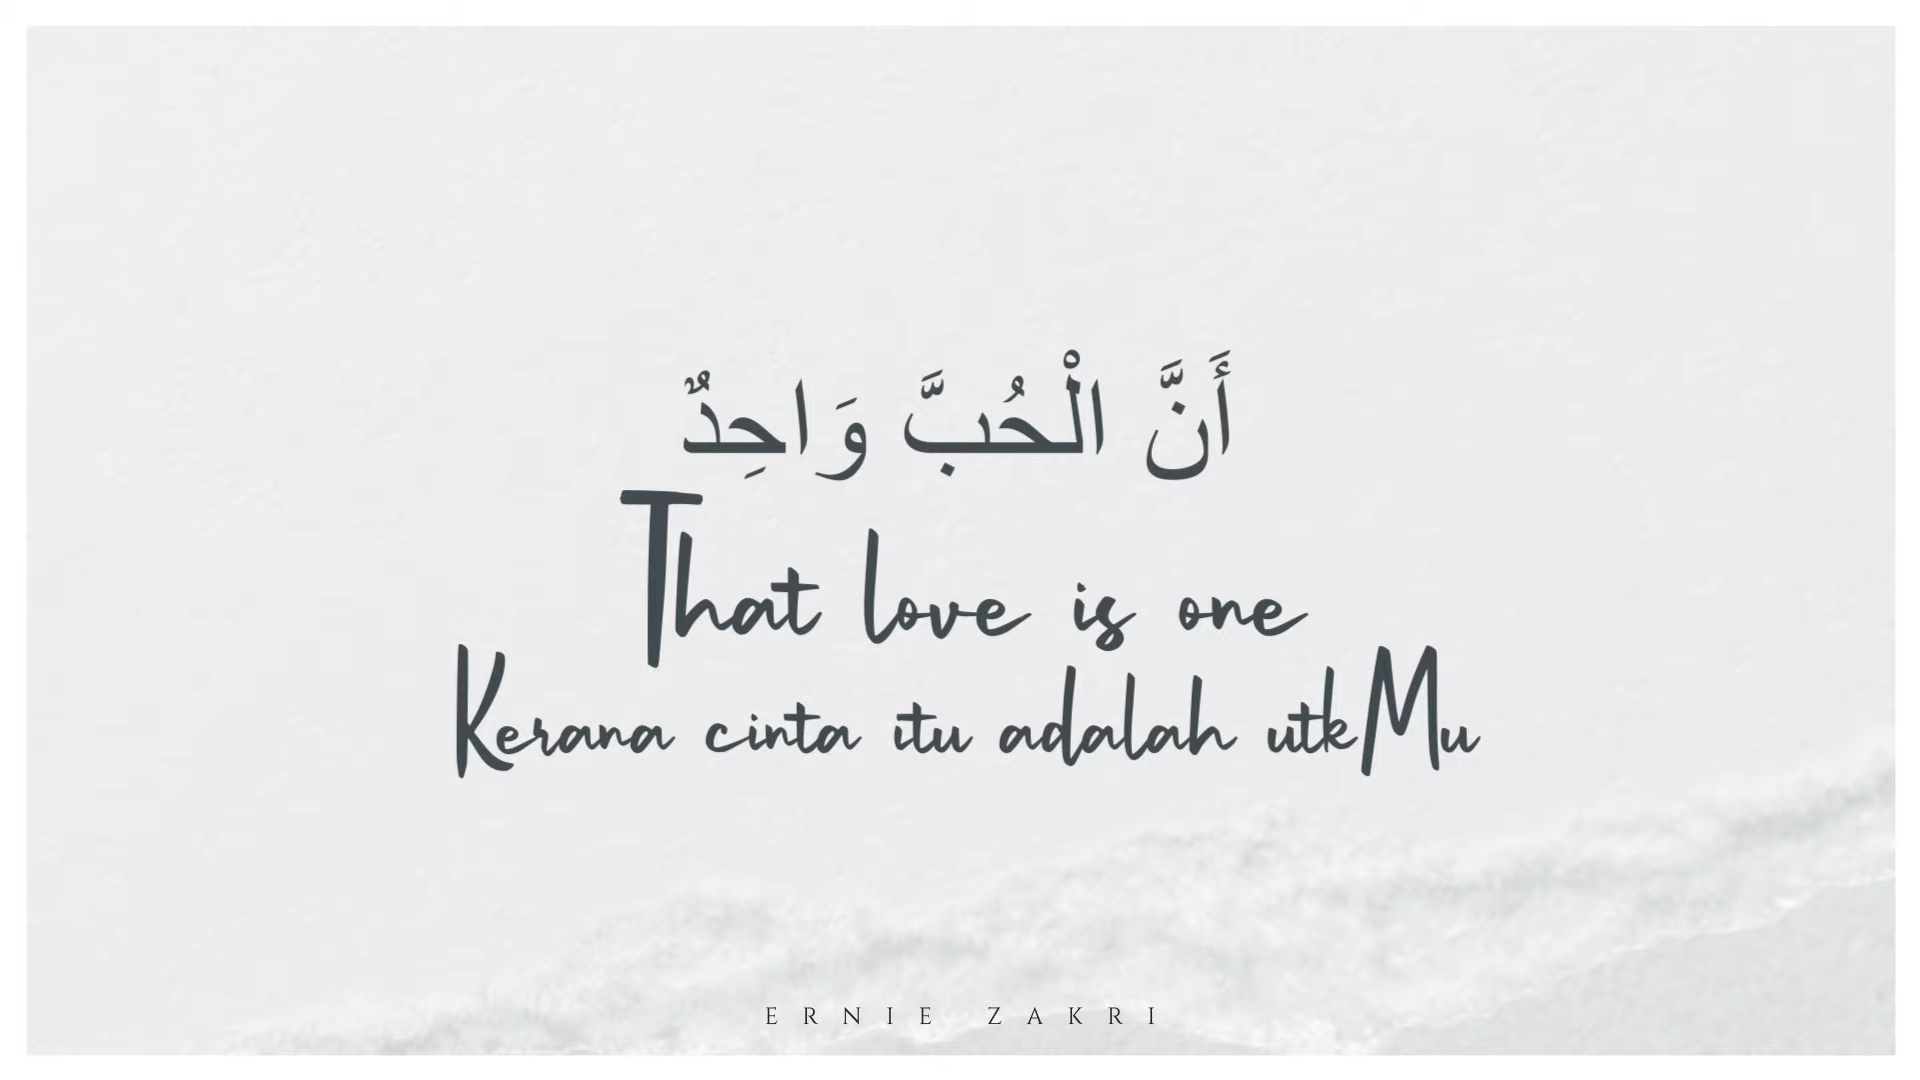 أَنَّ الْحُبَّ وَاحِدٌ
That love is one
Kerana cinta itu adalah utkMu
ERNIE ZAKRI